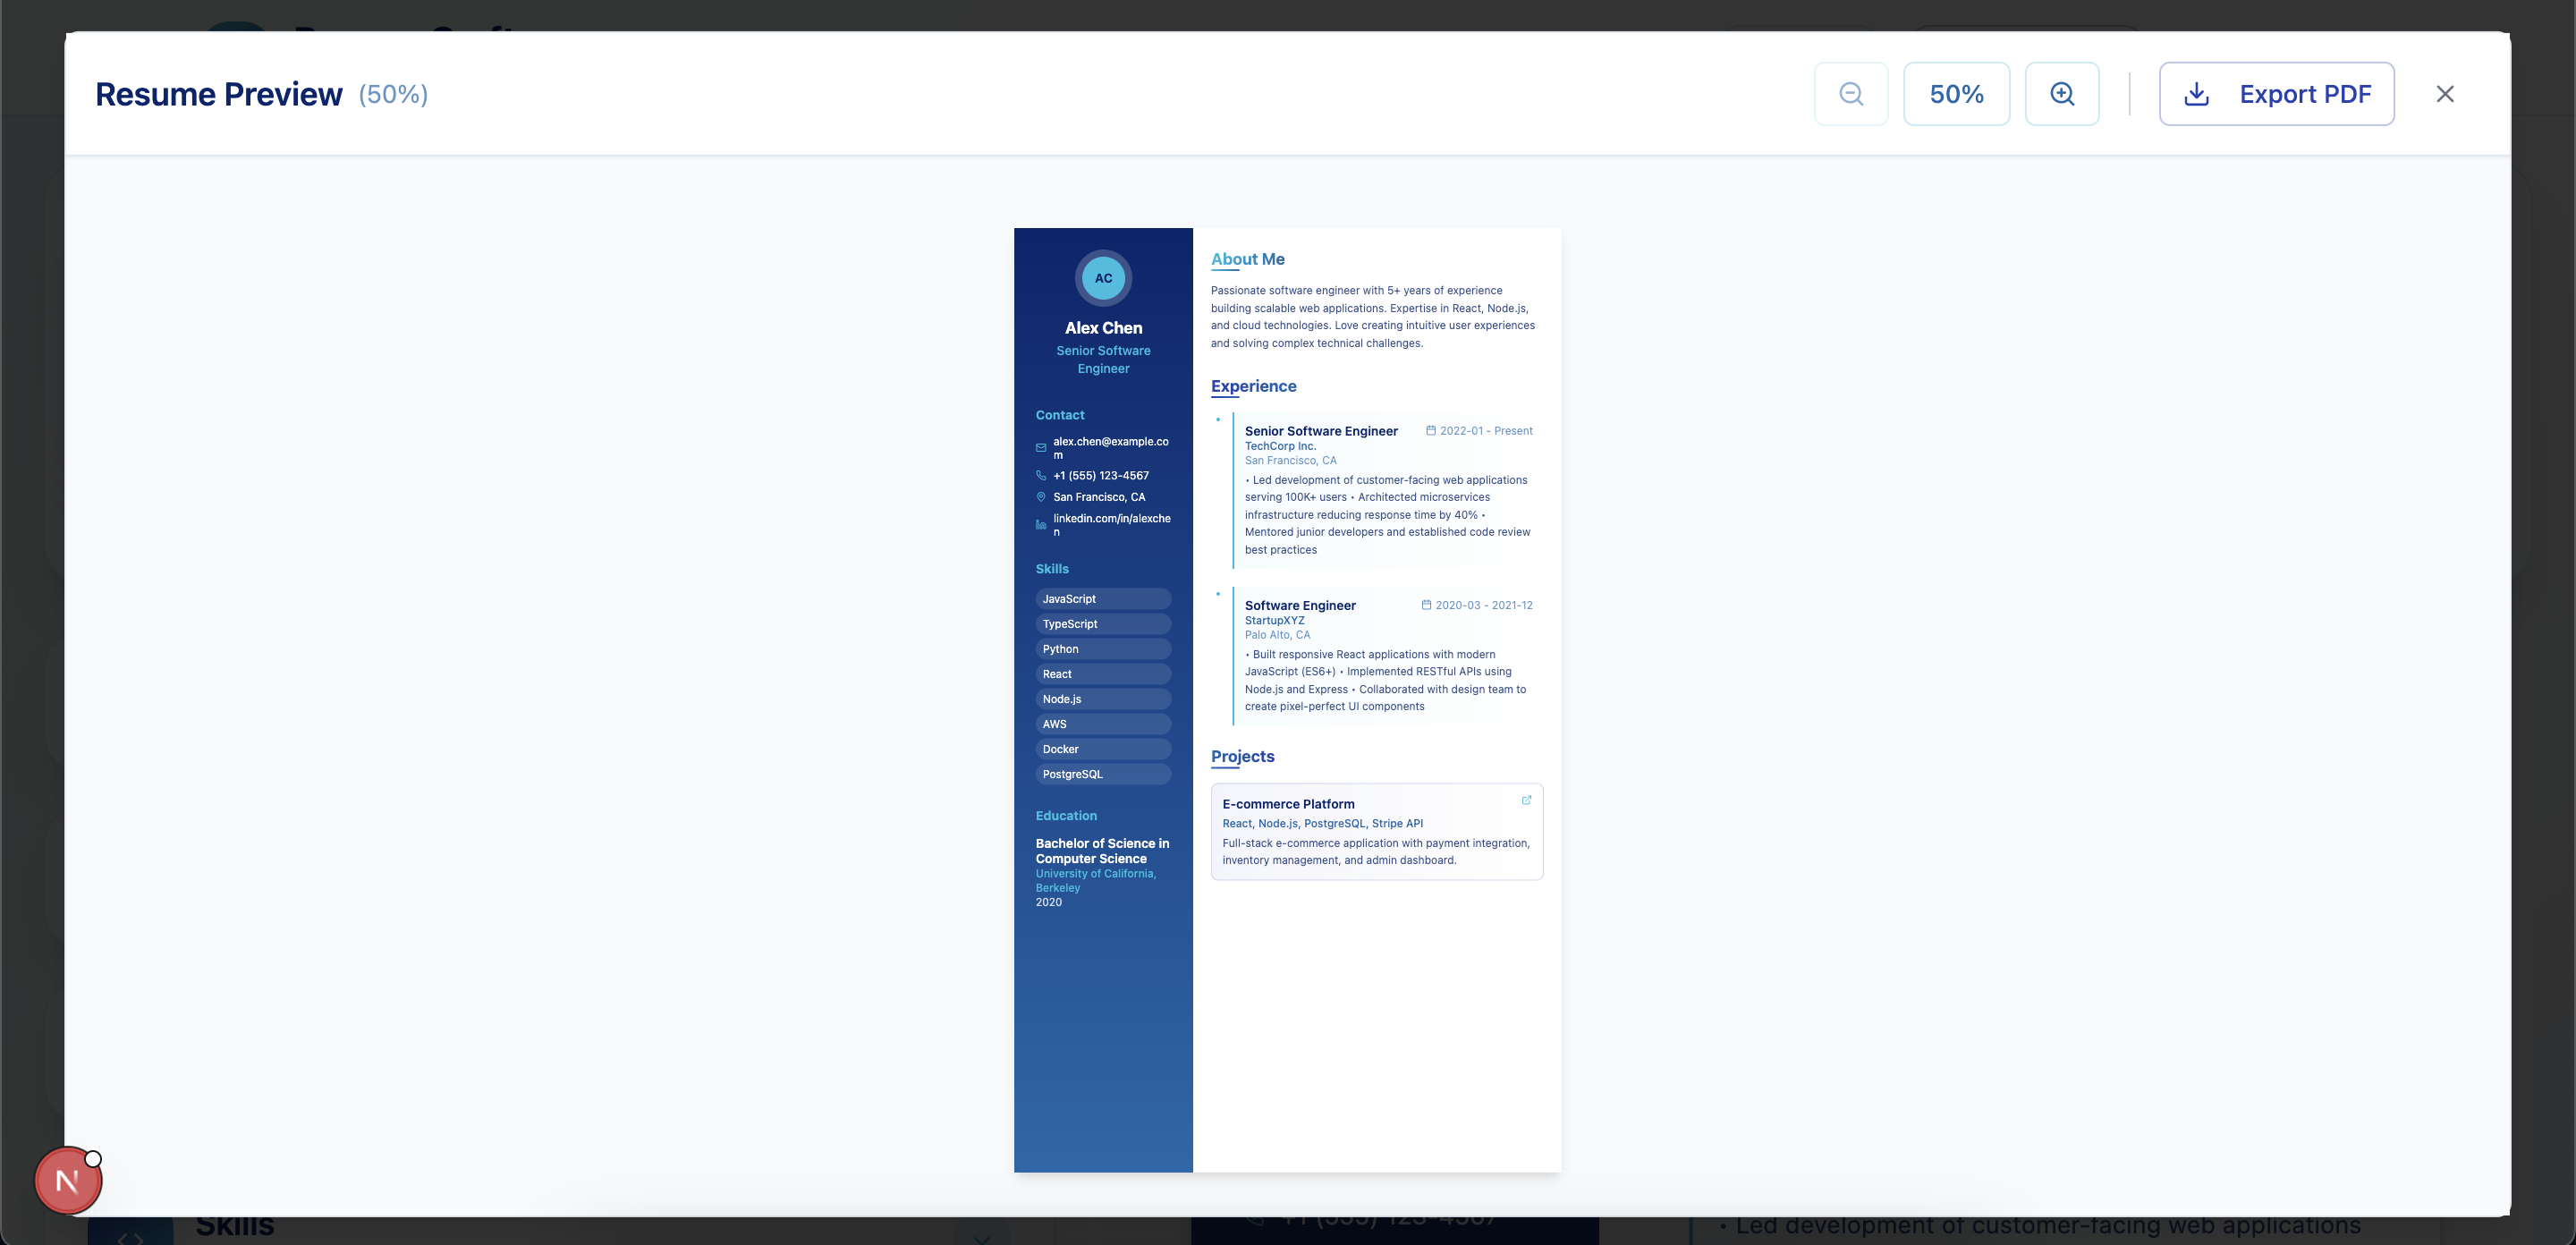 Resume Preview (50%)
50%
Export PDF
AC
Alex Chen
Senior Software
Engineer
Contact
alex.chen@example.co
m
+1 (555) 123-4567
San Francisco, CA
linkedin.com/in/alexche
n
Skills
JavaScript
TypeScript
Python
React
Node.js
AWS
Docker
PostgreSQL
Education
Bachelor of Science in
Computer Science
University of California,
Berkeley
2020
About Me
Passionate software engineer with 5+ years of experience
building scalable web applications. Expertise in React, Node.js,
and cloud technologies. Love creating intuitive user experiences
and solving complex technical challenges.
Experience
Senior Software Engineer
2022-01 - Present
TechCorp Inc.
San Francisco, CA
• Led development of customer-facing web applications
serving 100K+ users • Architected microservices
infrastructure reducing response time by 40% •
Mentored junior developers and established code review
best practices
Software Engineer
2020-03 - 2021-12
StartupXYZ
Palo Alto, CA
• Built responsive React applications with modern
JavaScript (ES6+) • Implemented RESTful APIs using
Node.js and Express • Collaborated with design team to
create pixel-perfect UI components
Projects
E-commerce Platform
React, Node.js, PostgreSQL, Stripe API
Full-stack e-commerce application with payment integration,
inventory management, and admin dashboard.
N
Skills
+1 (555) 123-4567
• Led development of customer-facing web applications